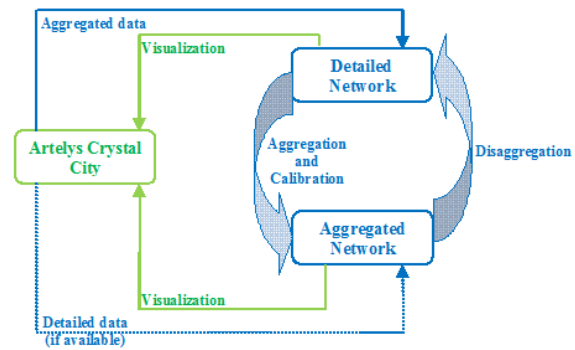 Aggregated data
Visualization
Detailed
Network
Artelys Crystal
City
Aggregation
and
Calibration
Disaggregation
Aggregated
Network
Visualization
Detailed data
(if available)